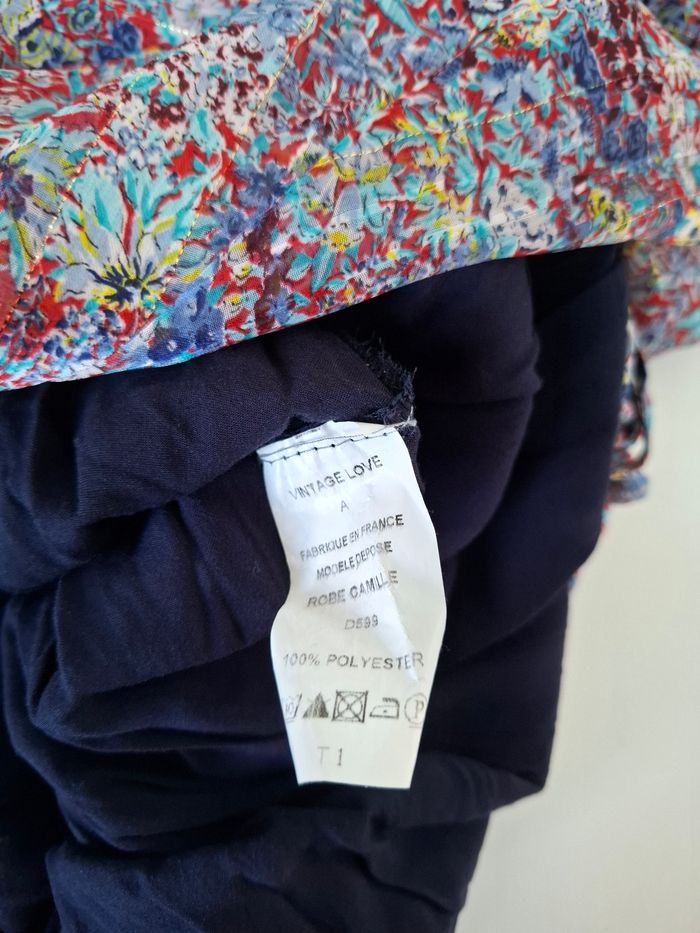 VINTAGE LOVE
A
FABRIQUE EN FRANCE
MODELE DEPOSE
ROBE CAMILLE
D599
100% POLYESTER
P
T1